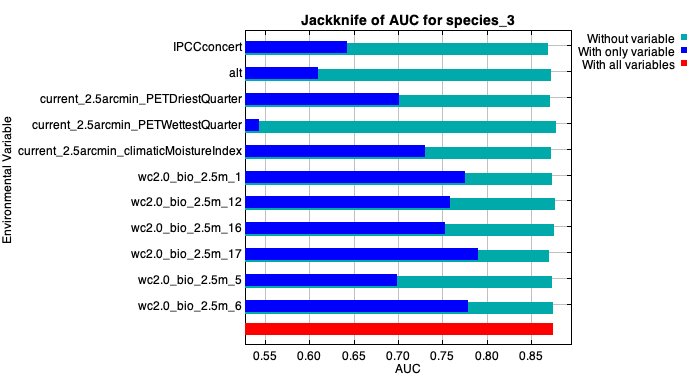 Jackknife of AUC for species_3
Without variable
With only variable
With all variables
Environmental Variable
IPCCconcert
alt
current_2.5arcmin_PETDriestQuarter
current_2.5arcmin_PETWettestQuarter
current_2.5arcmin_climaticMoistureIndex
wc2.0_bio_2.5m_1
wc2.0_bio_2.5m_12
wc2.0_bio_2.5m_16
wc2.0_bio_2.5m_17
wc2.0_bio_2.5m_5
wc2.0_bio_2.5m_6
0.55 0.60 0.65 0.70 0.75 0.80 0.85
AUC